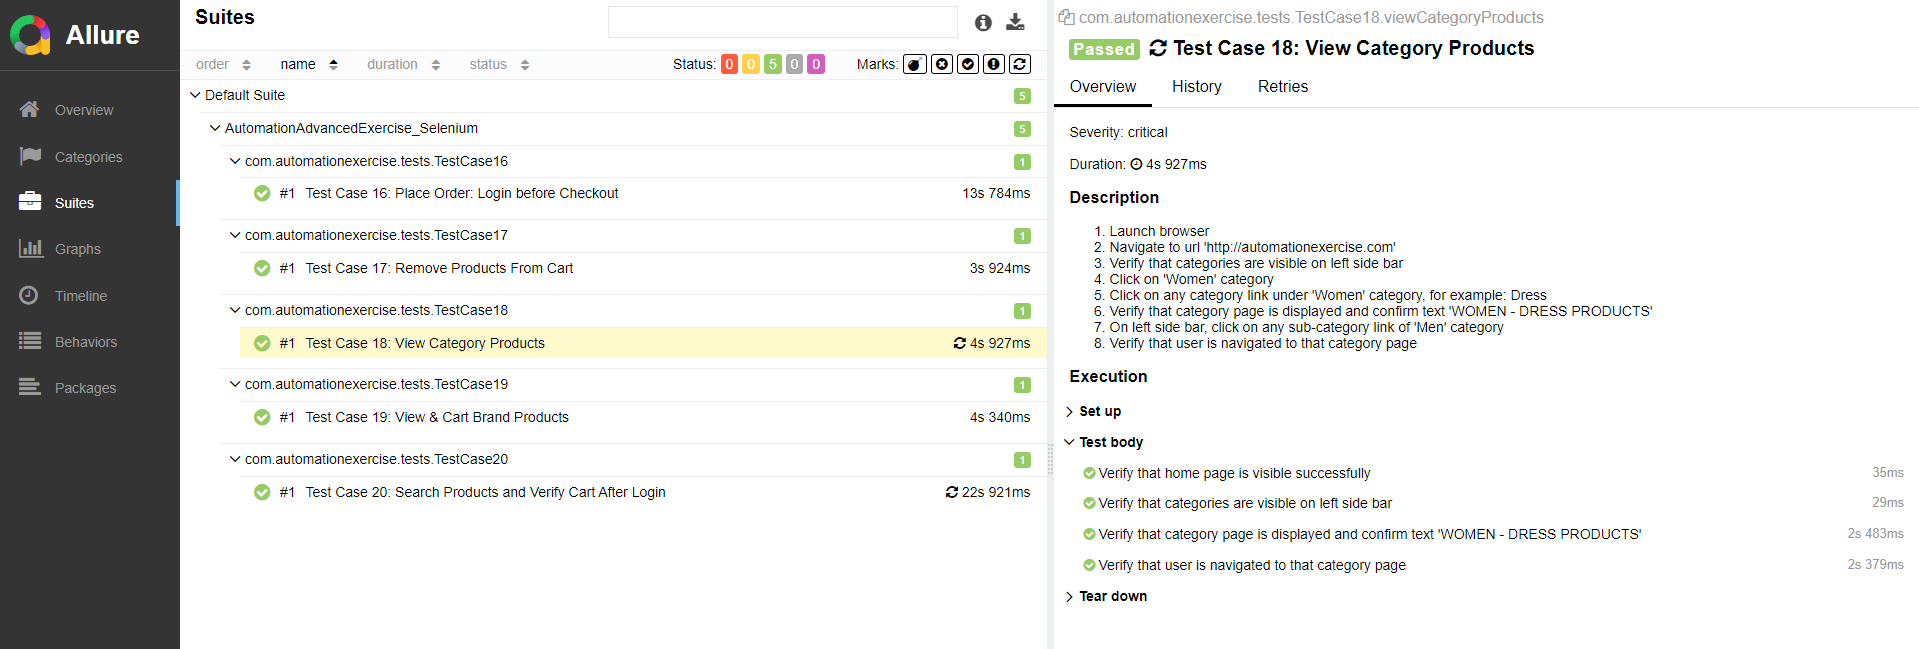 Allure
Overview
Categories
Suites
Graphs
Timeline
Behaviors
Packages
Suites
order name duration status Status: 0 0 5 0 0 Marks:
Default Suite 5
AutomationAdvancedExercise_Selenium 5
com.automationexercise.tests.TestCase16 1
#1 Test Case 16: Place Order: Login before Checkout 13s 784ms
com.automationexercise.tests.TestCase17 1
#1 Test Case 17: Remove Products From Cart 3s 924ms
com.automationexercise.tests.TestCase18 1
#1 Test Case 18: View Category Products 4s 927ms
com.automationexercise.tests.TestCase19 1
#1 Test Case 19: View & Cart Brand Products 4s 340ms
com.automationexercise.tests.TestCase20 1
#1 Test Case 20: Search Products and Verify Cart After Login 22s 921ms
com.automationexercise.tests.TestCase18.viewCategoryProducts
Passed Test Case 18: View Category Products
Overview History Retries
Severity: critical
Duration: 4s 927ms
Description
1. Launch browser
2. Navigate to url 'http://automationexercise.com'
3. Verify that categories are visible on left side bar
4. Click on 'Women' category
5. Click on any category link under 'Women' category, for example: Dress
6. Verify that category page is displayed and confirm text 'WOMEN - DRESS PRODUCTS'
7. On left side bar, click on any sub-category link of 'Men' category
8. Verify that user is navigated to that category page
Execution
Set up
Test body
Verify that home page is visible successfully 35ms
Verify that categories are visible on left side bar 29ms
Verify that category page is displayed and confirm text 'WOMEN - DRESS PRODUCTS' 2s 483ms
Verify that user is navigated to that category page 2s 379ms
Tear down